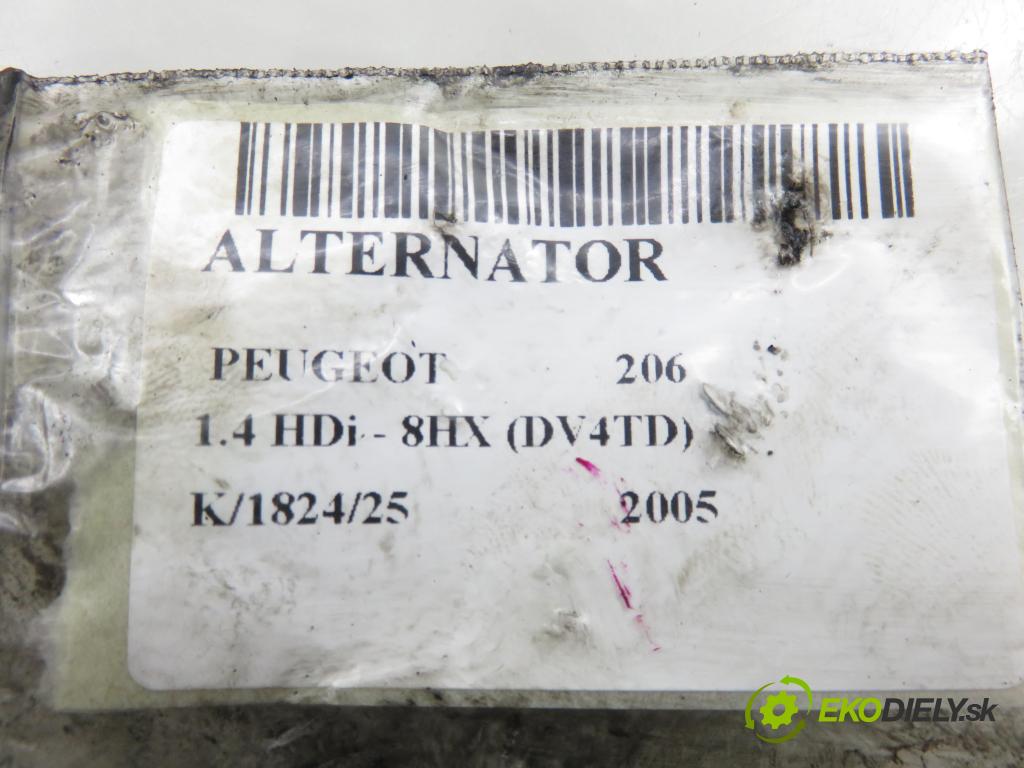 ALTERNATOR
PEUGEOT 206
1.4 HDi - 8HX (DV4TD)
K/1824/25 2005
EKODIELY.sk